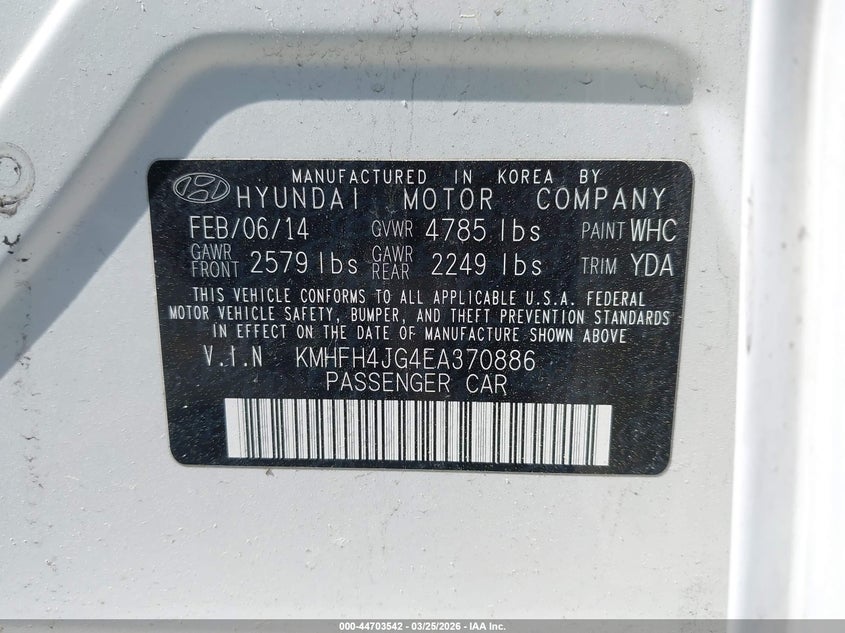 MANUFACTURED IN KOREA BY
HYUNDAI MOTOR COMPANY
FEB/06/14 GVWR 4785 lbs PAINT WHC
GAWR FRONT 2579 lbs GAWR REAR 2249 lbs TRIM YDA
THIS VEHICLE CONFORMS TO ALL APPLICABLE U.S.A. FEDERAL
MOTOR VEHICLE SAFETY, BUMPER, AND THEFT PREVENTION STANDARDS
IN EFFECT ON THE DATE OF MANUFACTURE SHOWN ABOVE
V.I.N KMHFH4JG4EA370886
PASSENGER CAR
000-44703542 - 03/25/2026 - IAA Inc.